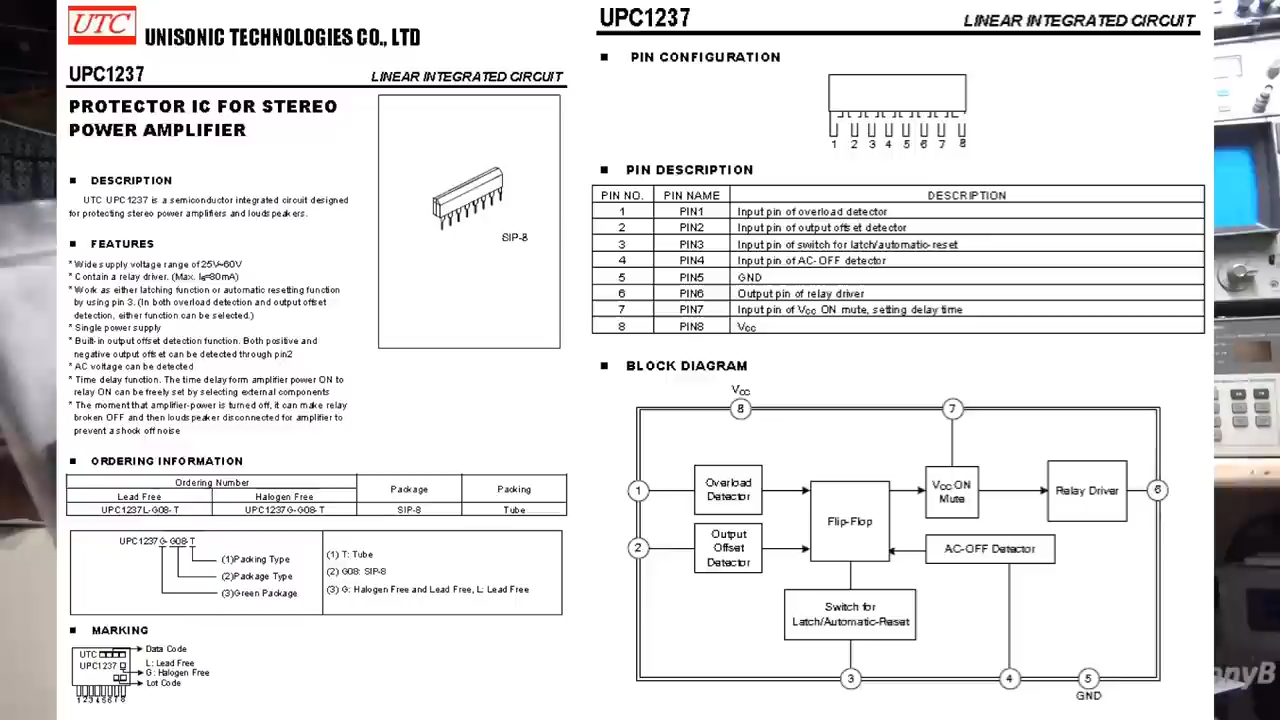 UTC
UNISONIC TECHNOLOGIES CO., LTD
UPC1237
LINEAR INTEGRATED CIRCUIT
PROTECTOR IC FOR STEREO
POWER AMPLIFIER
■ DESCRIPTION
UTC UPC1237 is a semiconductor integrated circuit designed
for protecting stereo power amplifiers and loudspeakers.
■ FEATURES
* Wide supply voltage range of 25V~60V
* Contain a relay driver. (Max. I6=80mA)
* Work as either latching function or automatic resetting function
by using pin 3. (In both overload detection and output offset
detection, either function can be selected.)
* Single power supply
* Built-in output offset detection function. Both positive and
negative output offset can be detected through pin2
* AC voltage can be detected
* Time delay function. The time delay form amplifier power ON to
relay ON can be freely set by selecting external components
* The moment that amplifier-power is turned off, it can make relay
broken OFF and then loudspeaker disconnected for amplifier to
prevent a shock off noise
SIP-8
■ ORDERING INFORMATION
Ordering Number
Package
Packing
Lead Free
Halogen Free
UPC1237L-G08-T
UPC1237G-G08-T
SIP-8
Tube
UPC1237G-G08-T
(1)Packing Type
(2)Package Type
(3)Green Package
(1) T: Tube
(2) G08: SIP-8
(3) G: Halogen Free and Lead Free, L: Lead Free
■ MARKING
UTC
UPC1237
1 2 3 4 5 6 7 8
Data Code
L: Lead Free
G: Halogen Free
Lot Code
UPC1237
LINEAR INTEGRATED CIRCUIT
■ PIN CONFIGURATION
1 2 3 4 5 6 7 8
■ PIN DESCRIPTION
PIN NO. PIN NAME DESCRIPTION
1 PIN1 Input pin of overload detector
2 PIN2 Input pin of output offset detector
3 PIN3 Input pin of switch for latch/automatic-reset
4 PIN4 Input pin of AC-OFF detector
5 PIN5 GND
6 PIN6 Output pin of relay driver
7 PIN7 Input pin of VCC ON mute, setting delay time
8 PIN8 VCC
■ BLOCK DIAGRAM
VCC
8
7
1
Overload
Detector
2
Output
Offset
Detector
Flip-Flop
VCC ON
Mute
Relay Driver
6
AC-OFF Detector
Switch for
Latch/Automatic-Reset
3
4
5
GND
nyB